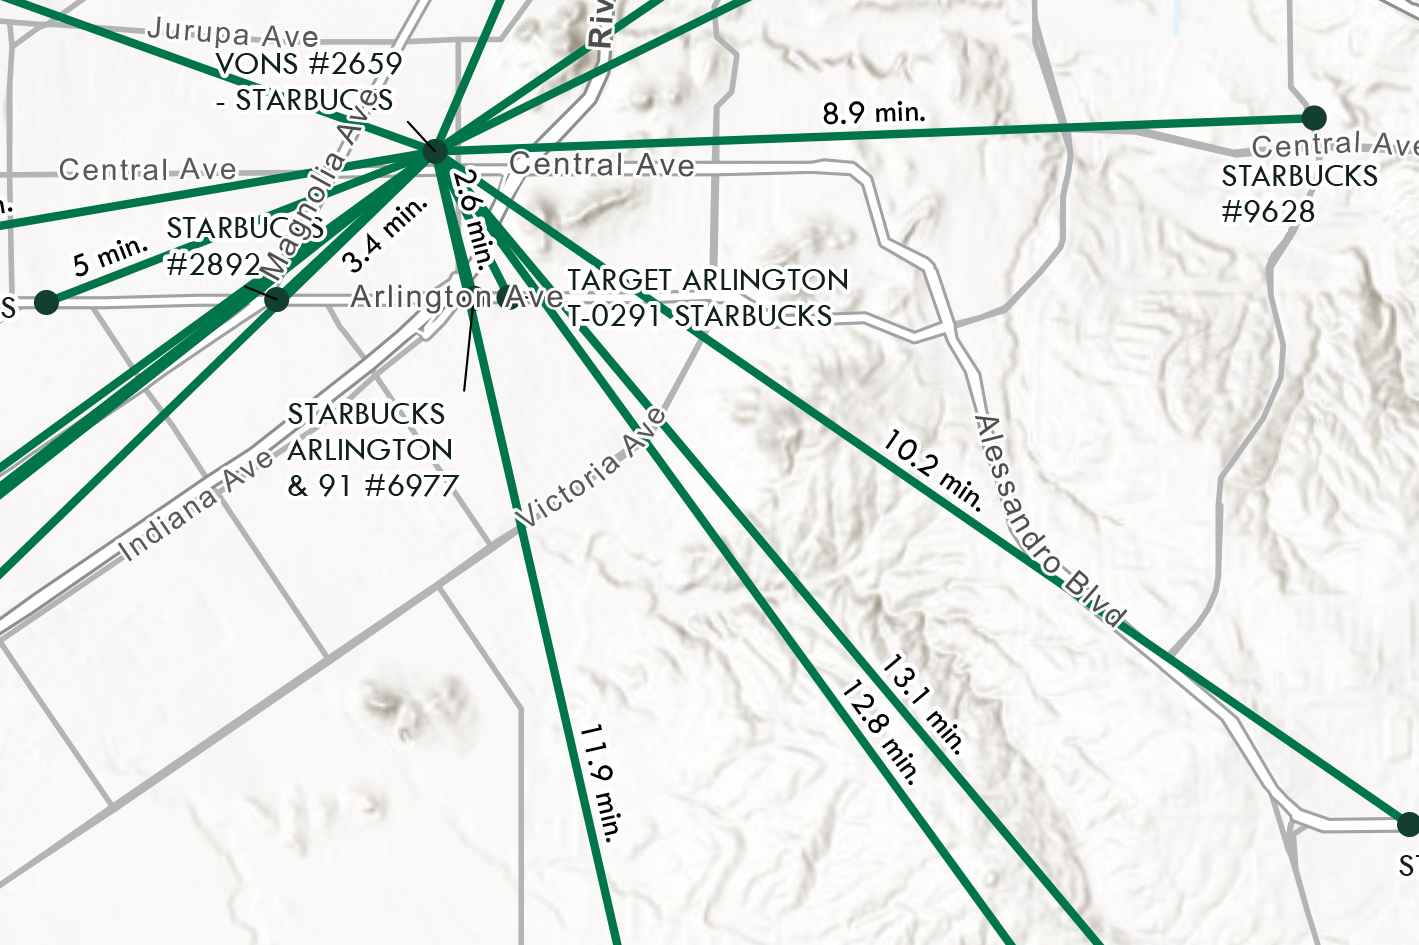 Jurupa Ave
Riv
VONS #2659
- STARBUCKS
Magnolia Ave
8.9 min.
Central Ave
Central Ave
Central Ave
STARBUCKS
#9628
2.6 min.
3.4 min.
n.
5 min.
STARBUCKS
#2892
S
Arlington Ave
TARGET ARLINGTON
T-0291 STARBUCKS
STARBUCKS
ARLINGTON
& 91 #6977
Indiana Ave
Victoria Ave
Alessandro Blvd
10.2 min.
13.1 min.
12.8 min.
11.9 min.
ST